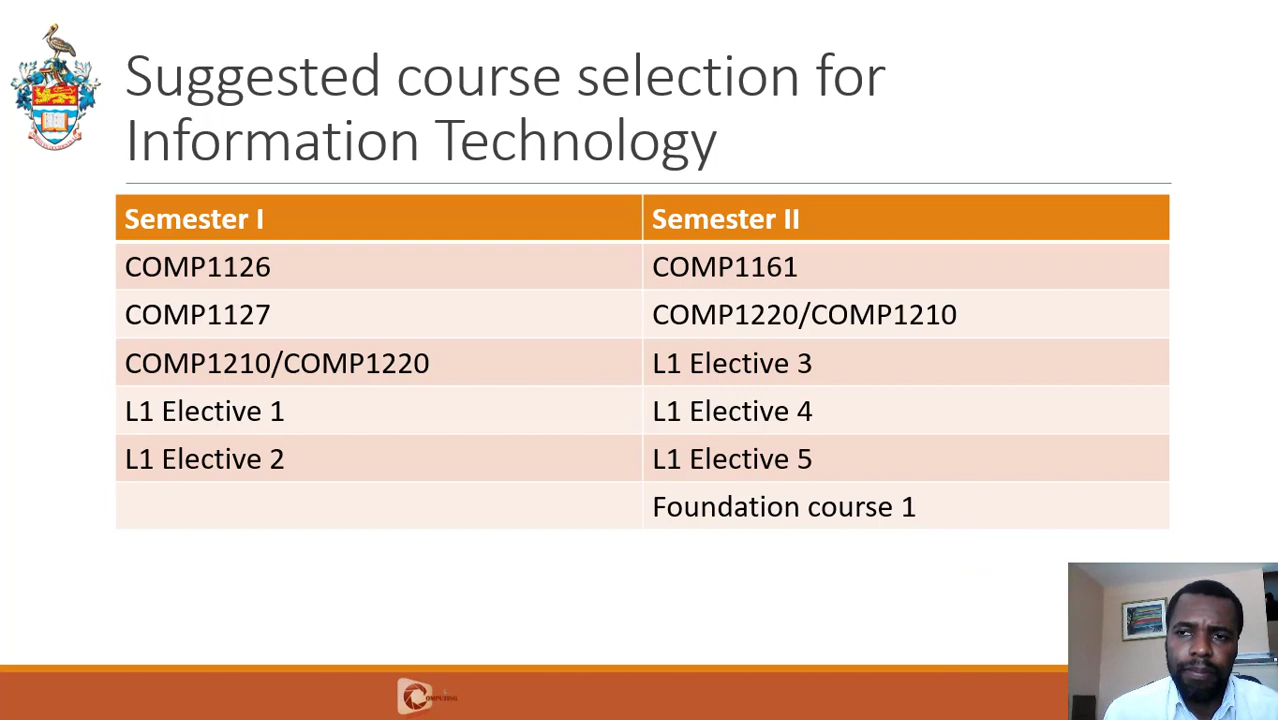 Suggested course selection for
Information Technology
Semester I
Semester II
COMP1126
COMP1161
COMP1127
COMP1220/COMP1210
COMP1210/COMP1220
L1 Elective 3
L1 Elective 1
L1 Elective 4
L1 Elective 2
L1 Elective 5
Foundation course 1
COMPUTING